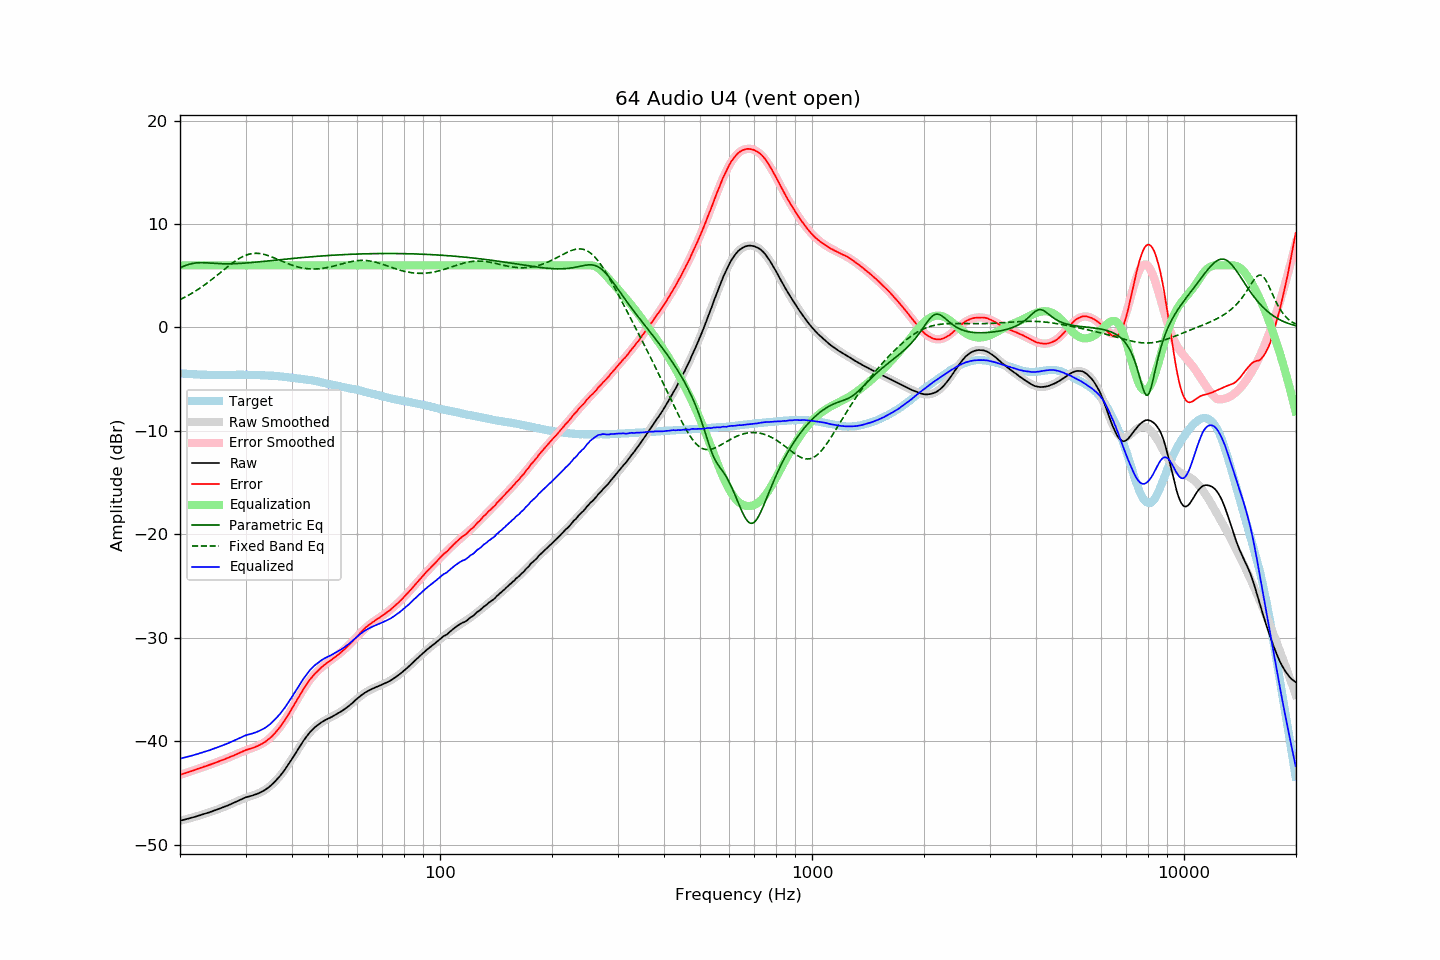 64 Audio U4 (vent open)
20
10
0
−10
−20
−30
−40
−50
Amplitude (dBr)
Target
Raw Smoothed
Error Smoothed
Raw
Error
Equalization
Parametric Eq
Fixed Band Eq
Equalized
100
1000
10000
Frequency (Hz)